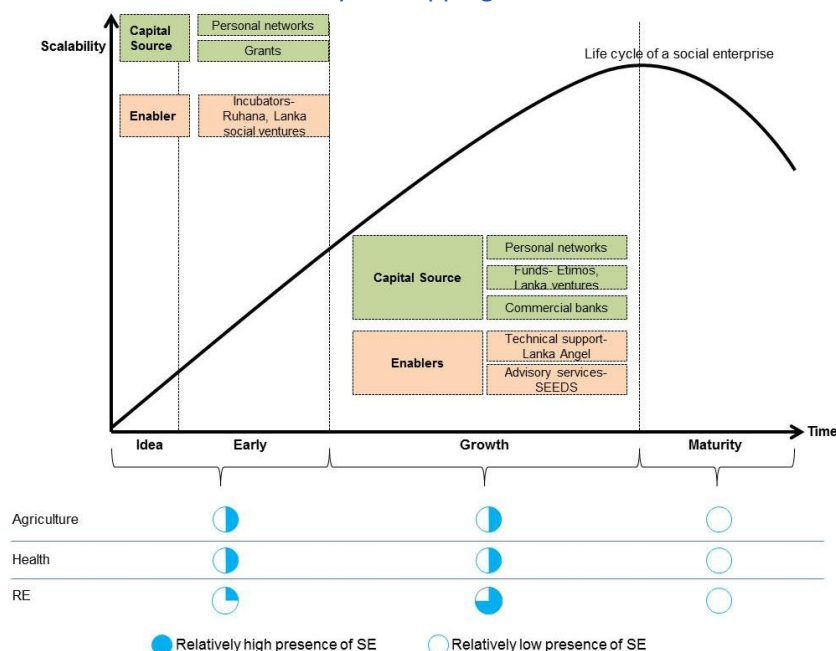 Scalability
Capital
Source
Personal networks
Grants
Life cycle of a social enterprise
Enabler
Incubators-
Ruhana, Lanka
social ventures
Capital Source
Personal networks
Funds- Etimos,
Lanka ventures
Commercial banks
Enablers
Technical support-
Lanka Angel
Advisory services-
SEEDS
Time
Idea
Early
Growth
Maturity
Agriculture
Health
RE
Relatively high presence of SE
Relatively low presence of SE